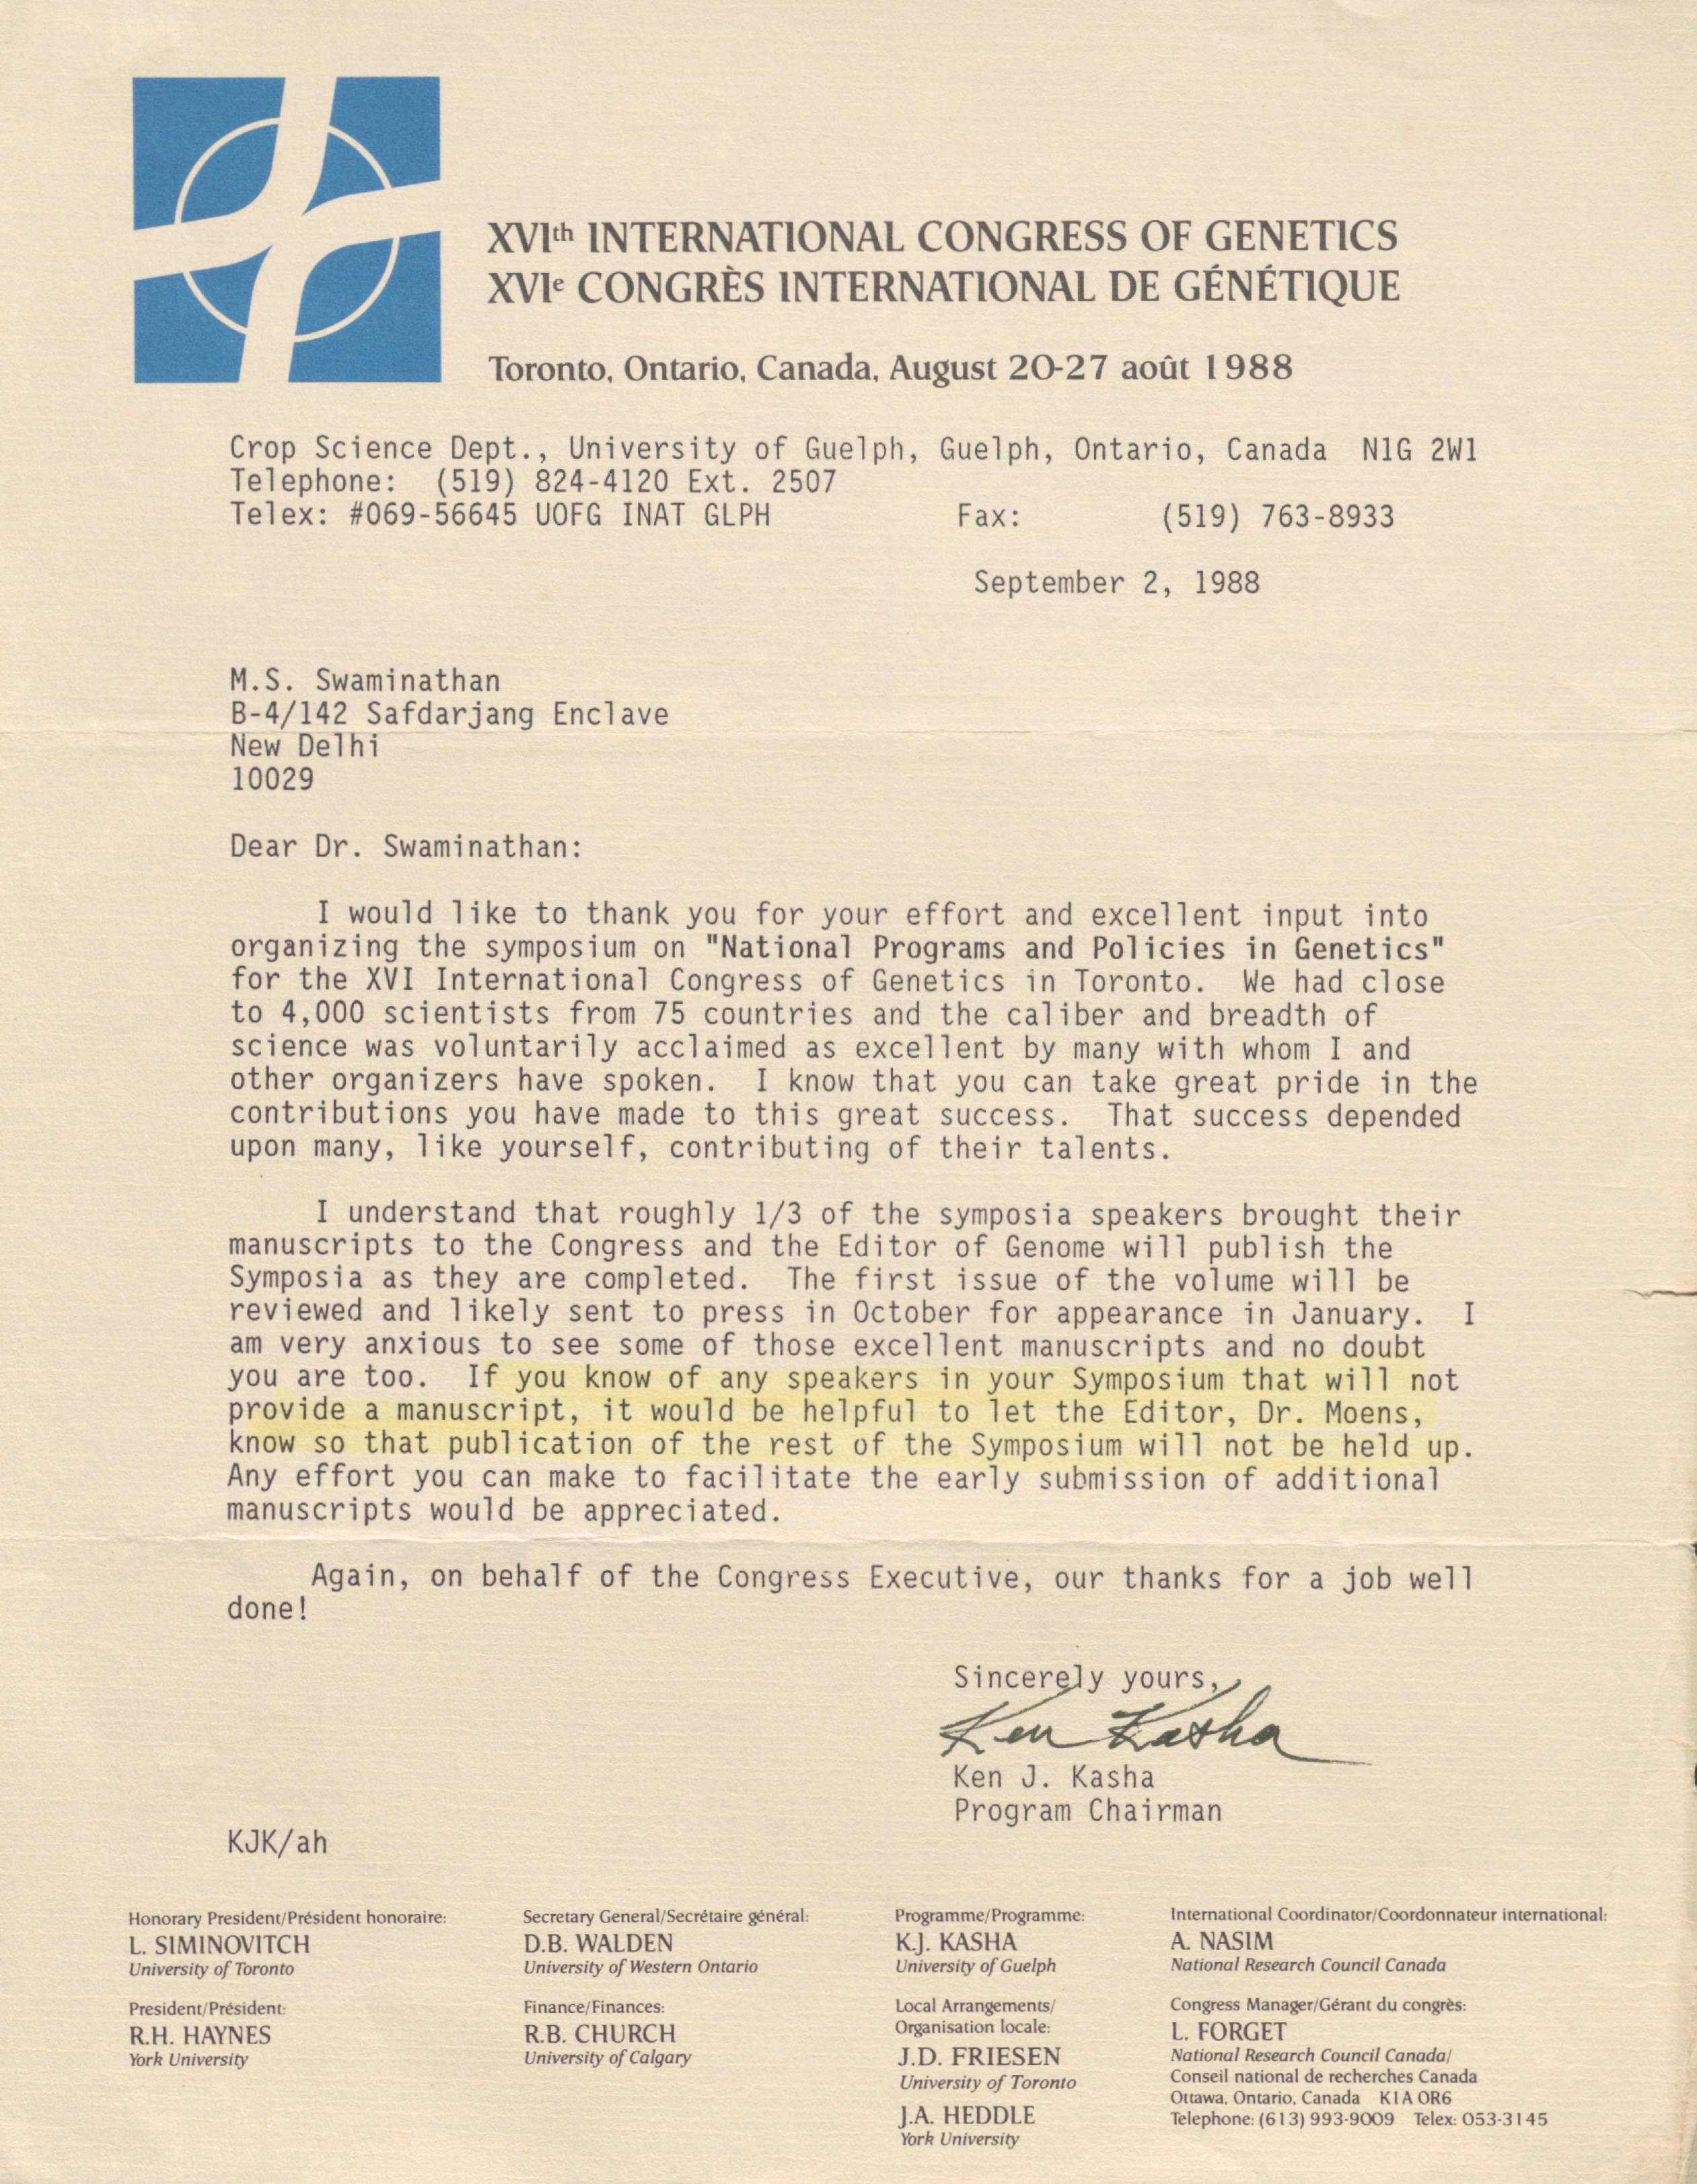 XVIth INTERNATIONAL CONGRESS OF GENETICS
XVIe CONGRÈS INTERNATIONAL DE GÉNÉTIQUE
Toronto, Ontario, Canada, August 20-27 août 1988
Crop Science Dept., University of Guelph, Guelph, Ontario, Canada N1G 2W1
Telephone: (519) 824-4120 Ext. 2507
Telex: #069-56645 UOFG INAT GLPH Fax: (519) 763-8933
September 2, 1988
M.S. Swaminathan
B-4/142 Safdarjang Enclave
New Delhi
10029
Dear Dr. Swaminathan:
I would like to thank you for your effort and excellent input into
organizing the symposium on "National Programs and Policies in Genetics"
for the XVI International Congress of Genetics in Toronto. We had close
to 4,000 scientists from 75 countries and the caliber and breadth of
science was voluntarily acclaimed as excellent by many with whom I and
other organizers have spoken. I know that you can take great pride in the
contributions you have made to this great success. That success depended
upon many, like yourself, contributing of their talents.
I understand that roughly 1/3 of the symposia speakers brought their
manuscripts to the Congress and the Editor of Genome will publish the
Symposia as they are completed. The first issue of the volume will be
reviewed and likely sent to press in October for appearance in January. I
am very anxious to see some of those excellent manuscripts and no doubt
you are too. If you know of any speakers in your Symposium that will not
provide a manuscript, it would be helpful to let the Editor, Dr. Moens,
know so that publication of the rest of the Symposium will not be held up.
Any effort you can make to facilitate the early submission of additional
manuscripts would be appreciated.
Again, on behalf of the Congress Executive, our thanks for a job well
done!
Sincerely yours,
Ken Kasha
Ken J. Kasha
Program Chairman
KJK/ah
Honorary President/Président honoraire:
L. SIMINOVITCH
University of Toronto
President/Président:
R.H. HAYNES
York University
Secretary General/Secrétaire général:
D.B. WALDEN
University of Western Ontario
Finance/Finances:
R.B. CHURCH
University of Calgary
Programme/Programme:
K.J. KASHA
University of Guelph
Local Arrangements/
Organisation locale:
J.D. FRIESEN
University of Toronto
J.A. HEDDLE
York University
International Coordinator/Coordonnateur international:
A. NASIM
National Research Council Canada
Congress Manager/Gérant du congrès:
L. FORGET
National Research Council Canada/
Conseil national de recherches Canada
Ottawa, Ontario, Canada K1A OR6
Telephone: (613) 993-9009 Telex: 053-3145